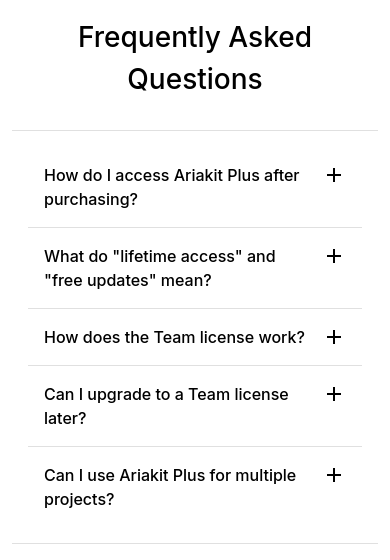 Frequently Asked
Questions
How do I access Ariakit Plus after
purchasing?
What do "lifetime access" and
"free updates" mean?
How does the Team license work?
Can I upgrade to a Team license
later?
Can I use Ariakit Plus for multiple
projects?